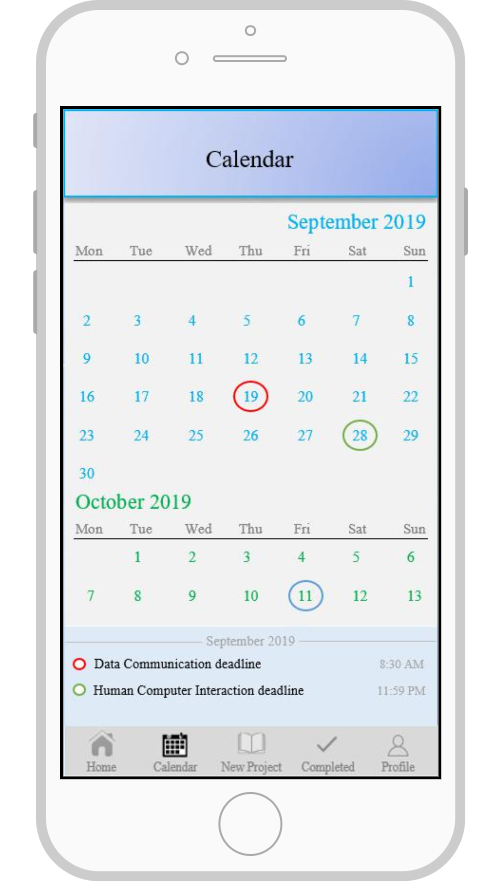 Calendar
September 2019
Mon Tue Wed Thu Fri Sat Sun
1
2 3 4 5 6 7 8
9 10 11 12 13 14 15
16 17 18 19 20 21 22
23 24 25 26 27 28 29
30
October 2019
Mon Tue Wed Thu Fri Sat Sun
1 2 3 4 5 6
7 8 9 10 11 12 13
September 2019
Data Communication deadline 8:30 AM
Human Computer Interaction deadline 11:59 PM
Home Calendar New Project Completed Profile